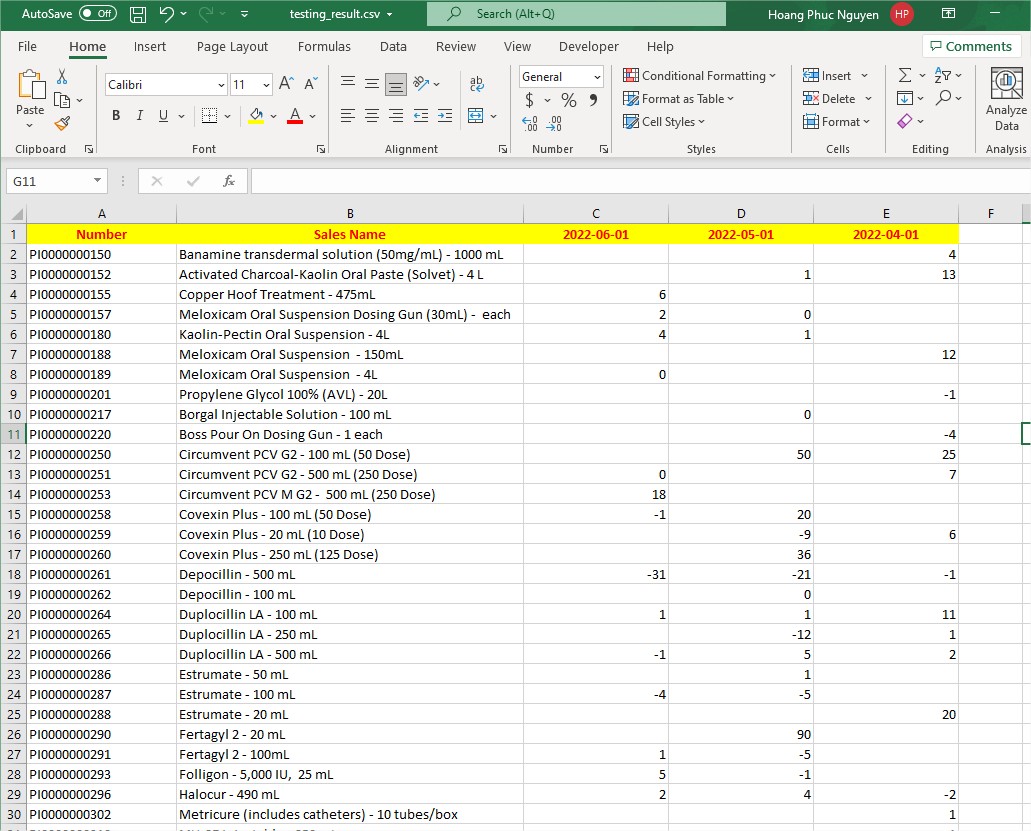 AutoSave Off testing_result.csv Search (Alt+Q) Hoang Phuc Nguyen HP
File Home Insert Page Layout Formulas Data Review View Developer Help Comments
Paste Calibri 11 A A ab c General Conditional Formatting Insert Analyze Data
B I U A $ % Format as Table Delete
Cell Styles Format
Clipboard Font Alignment Number Styles Cells Editing Analysis
G11 fx
A B C D E F
1 Number Sales Name 2022-06-01 2022-05-01 2022-04-01
2 PI0000000150 Banamine transdermal solution (50mg/mL) - 1000 mL 4
3 PI0000000152 Activated Charcoal-Kaolin Oral Paste (Solvet) - 4 L 1 13
4 PI0000000155 Copper Hoof Treatment - 475mL 6
5 PI0000000157 Meloxicam Oral Suspension Dosing Gun (30mL) - each 2 0
6 PI0000000180 Kaolin-Pectin Oral Suspension - 4L 4 1
7 PI0000000188 Meloxicam Oral Suspension - 150mL 12
8 PI0000000189 Meloxicam Oral Suspension - 4L 0
9 PI0000000201 Propylene Glycol 100% (AVL) - 20L -1
10 PI0000000217 Borgal Injectable Solution - 100 mL 0
11 PI0000000220 Boss Pour On Dosing Gun - 1 each -4
12 PI0000000250 Circumvent PCV G2 - 100 mL (50 Dose) 50 25
13 PI0000000251 Circumvent PCV G2 - 500 mL (250 Dose) 0 7
14 PI0000000253 Circumvent PCV M G2 - 500 mL (250 Dose) 18
15 PI0000000258 Covexin Plus - 100 mL (50 Dose) -1 20
16 PI0000000259 Covexin Plus - 20 mL (10 Dose) -9 6
17 PI0000000260 Covexin Plus - 250 mL (125 Dose) 36
18 PI0000000261 Depocillin - 500 mL -31 -21 -1
19 PI0000000262 Depocillin - 100 mL 0
20 PI0000000264 Duplocillin LA - 100 mL 1 1 11
21 PI0000000265 Duplocillin LA - 250 mL -12 1
22 PI0000000266 Duplocillin LA - 500 mL -1 5 2
23 PI0000000286 Estrumate - 50 mL 1
24 PI0000000287 Estrumate - 100 mL -4 -5
25 PI0000000288 Estrumate - 20 mL 20
26 PI0000000290 Fertagyl 2 - 20 mL 90
27 PI0000000291 Fertagyl 2 - 100mL 1 -5
28 PI0000000293 Folligon - 5,000 IU, 25 mL 5 -1
29 PI0000000296 Halocur - 490 mL 2 4 -2
30 PI0000000302 Metricure (includes catheters) - 10 tubes/box 1